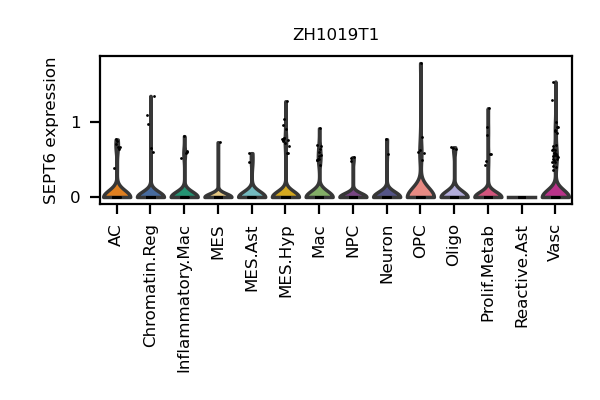 ZH1019T1
SEPT6 expression
1
0
AC
Chromatin.Reg
Inflammatory.Mac
MES
MES.Ast
MES.Hyp
Mac
NPC
Neuron
OPC
Oligo
Prolif.Metab
Reactive.Ast
Vasc